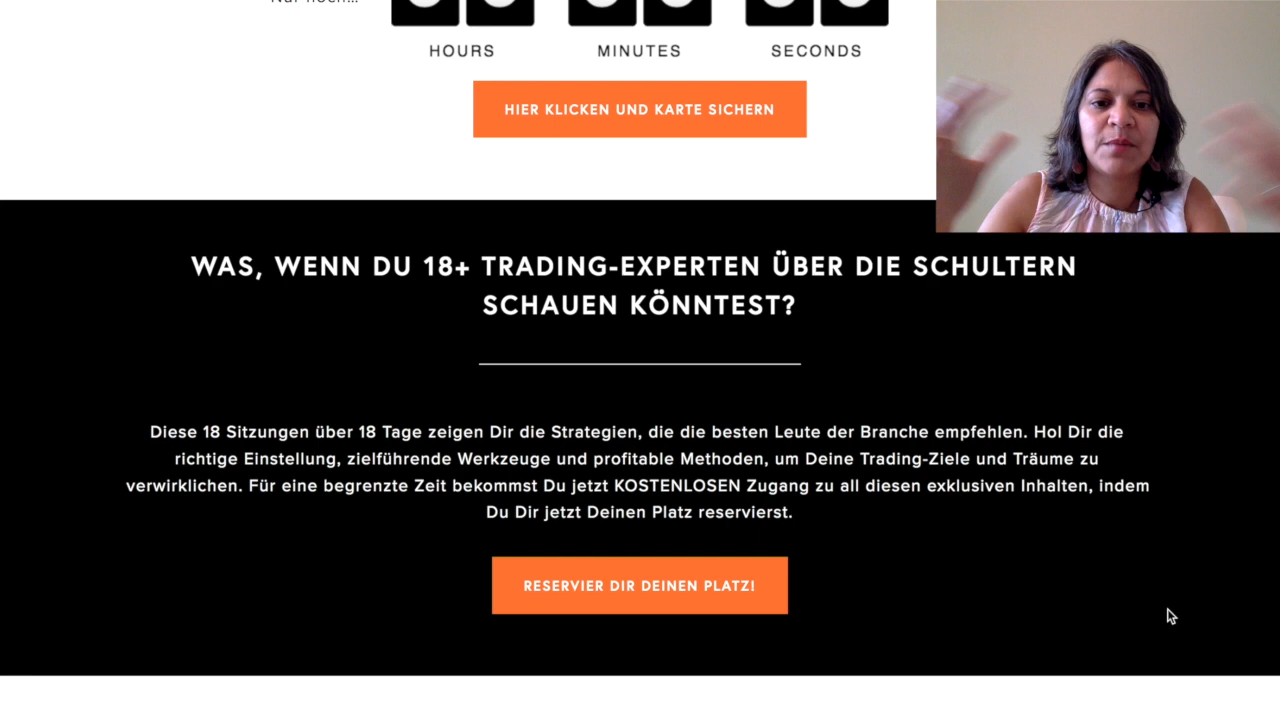 Nur noch...
HOURS MINUTES SECONDS
HIER KLICKEN UND KARTE SICHERN
WAS, WENN DU 18+ TRADING-EXPERTEN ÜBER DIE SCHULTERN
SCHAUEN KÖNNTEST?
Diese 18 Sitzungen über 18 Tage zeigen Dir die Strategien, die die besten Leute der Branche empfehlen. Hol Dir die
richtige Einstellung, zielführende Werkzeuge und profitable Methoden, um Deine Trading-Ziele und Träume zu
verwirklichen. Für eine begrenzte Zeit bekommst Du jetzt KOSTENLOSEN Zugang zu all diesen exklusiven Inhalten, indem
Du Dir jetzt Deinen Platz reservierst.
RESERVIER DIR DEINEN PLATZ!